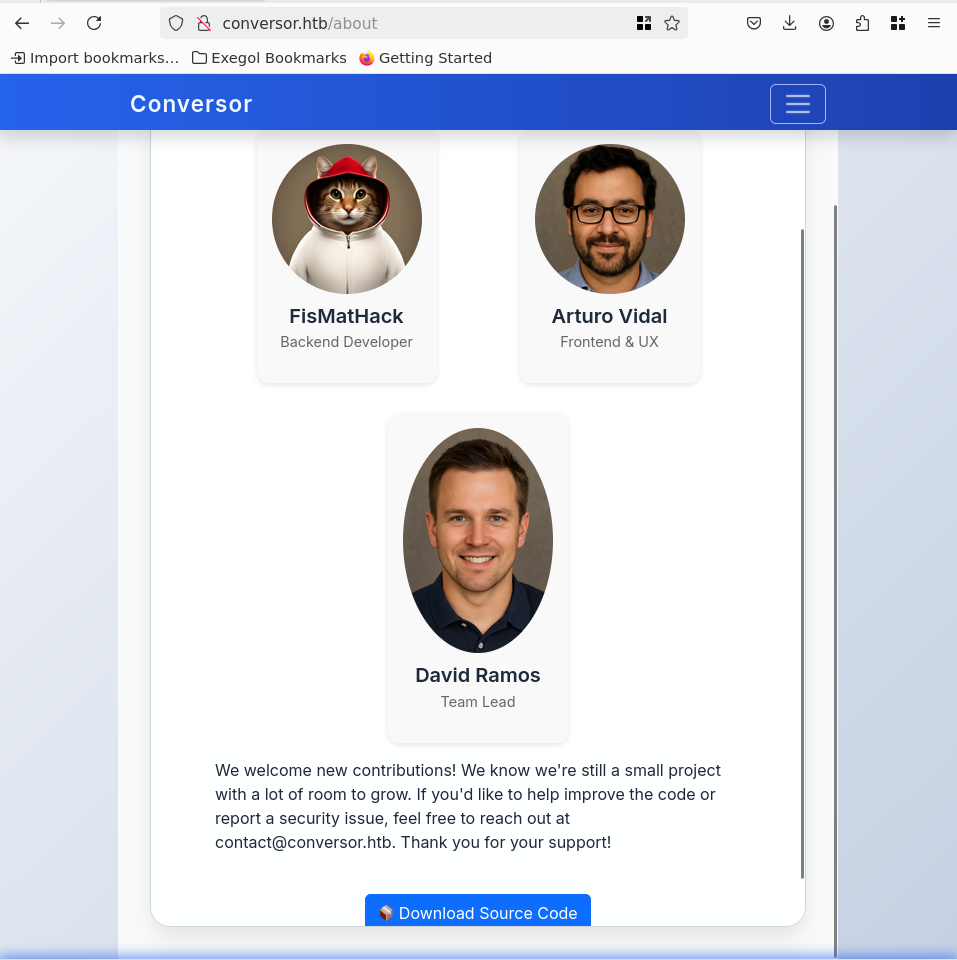 conversor.htb/about
Import bookmarks...
Exegol Bookmarks
Getting Started
Conversor
FisMatHack
Backend Developer
Arturo Vidal
Frontend & UX
David Ramos
Team Lead
We welcome new contributions! We know we're still a small project
with a lot of room to grow. If you'd like to help improve the code or
report a security issue, feel free to reach out at
contact@conversor.htb. Thank you for your support!
Download Source Code